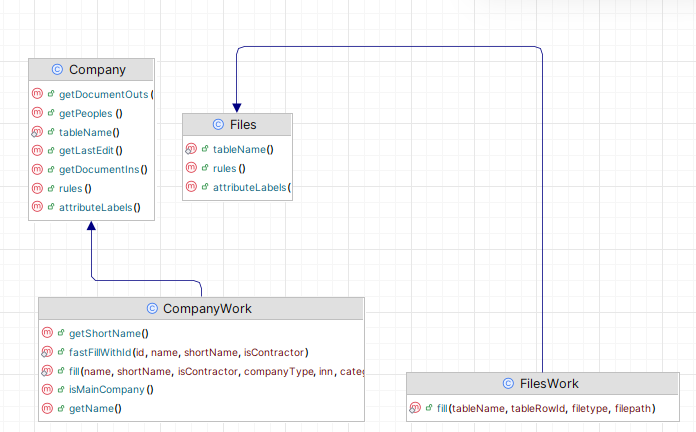 Company
getDocumentOuts (
getPeoples ()
tableName()
getLastEdit()
getDocumentIns()
rules ()
attributeLabels()
Files
tableName()
rules ()
attributeLabels(
CompanyWork
getShortName()
fastFillWithId(id, name, shortName, isContractor)
fill(name, shortName, isContractor, companyType, inn, categ
isMainCompany()
getName()
FilesWork
fill(tableName, tableRowId, filetype, filepath)